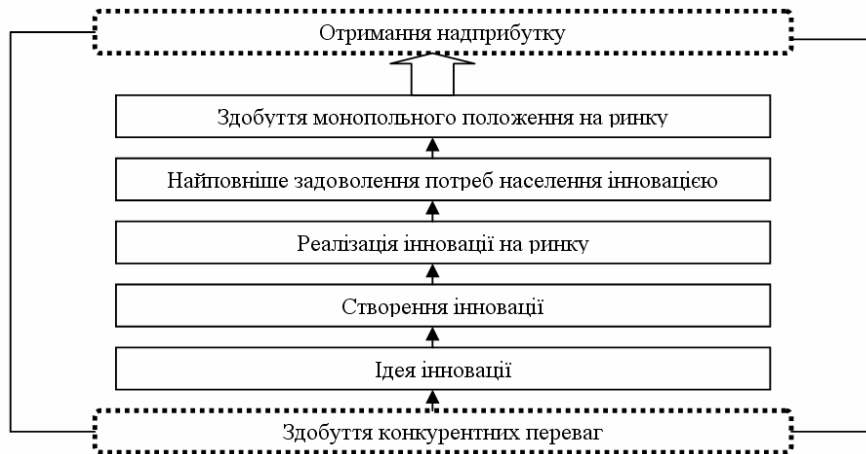 Отримання надприбутку
Здобуття монопольного положення на ринку
Найповніше задоволення потреб населення інновацією
Реалізація інновації на ринку
Створення інновації
Ідея інновації
Здобуття конкурентних переваг